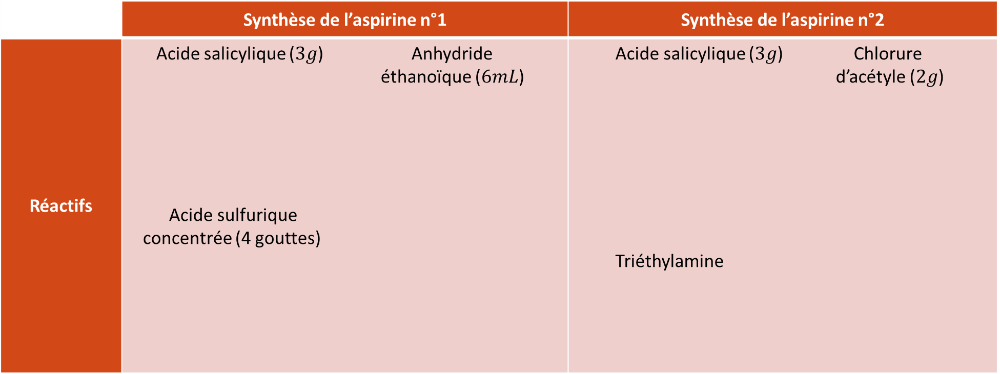 Synthèse de l’aspirine n°1
Synthèse de l’aspirine n°2
Réactifs
Acide salicylique (3g)
Anhydride
éthanoïque (6mL)
Acide sulfurique
concentrée (4 gouttes)
Acide salicylique (3g)
Chlorure
d’acétyle (2g)
Triéthylamine